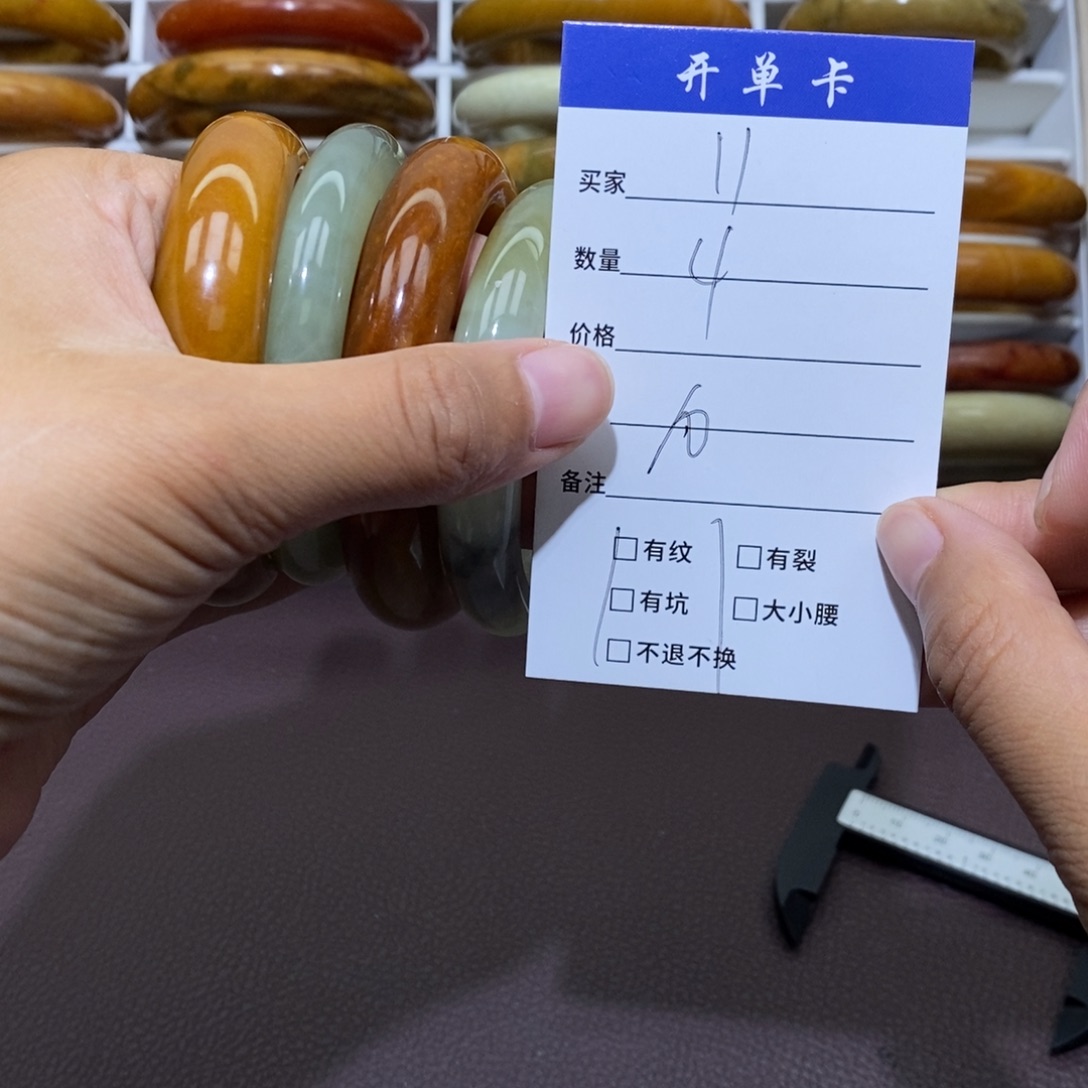 开单卡
买家 11
数量 4
价格
备注
□有纹 □有裂
□有坑 □大小腰
□不退不换